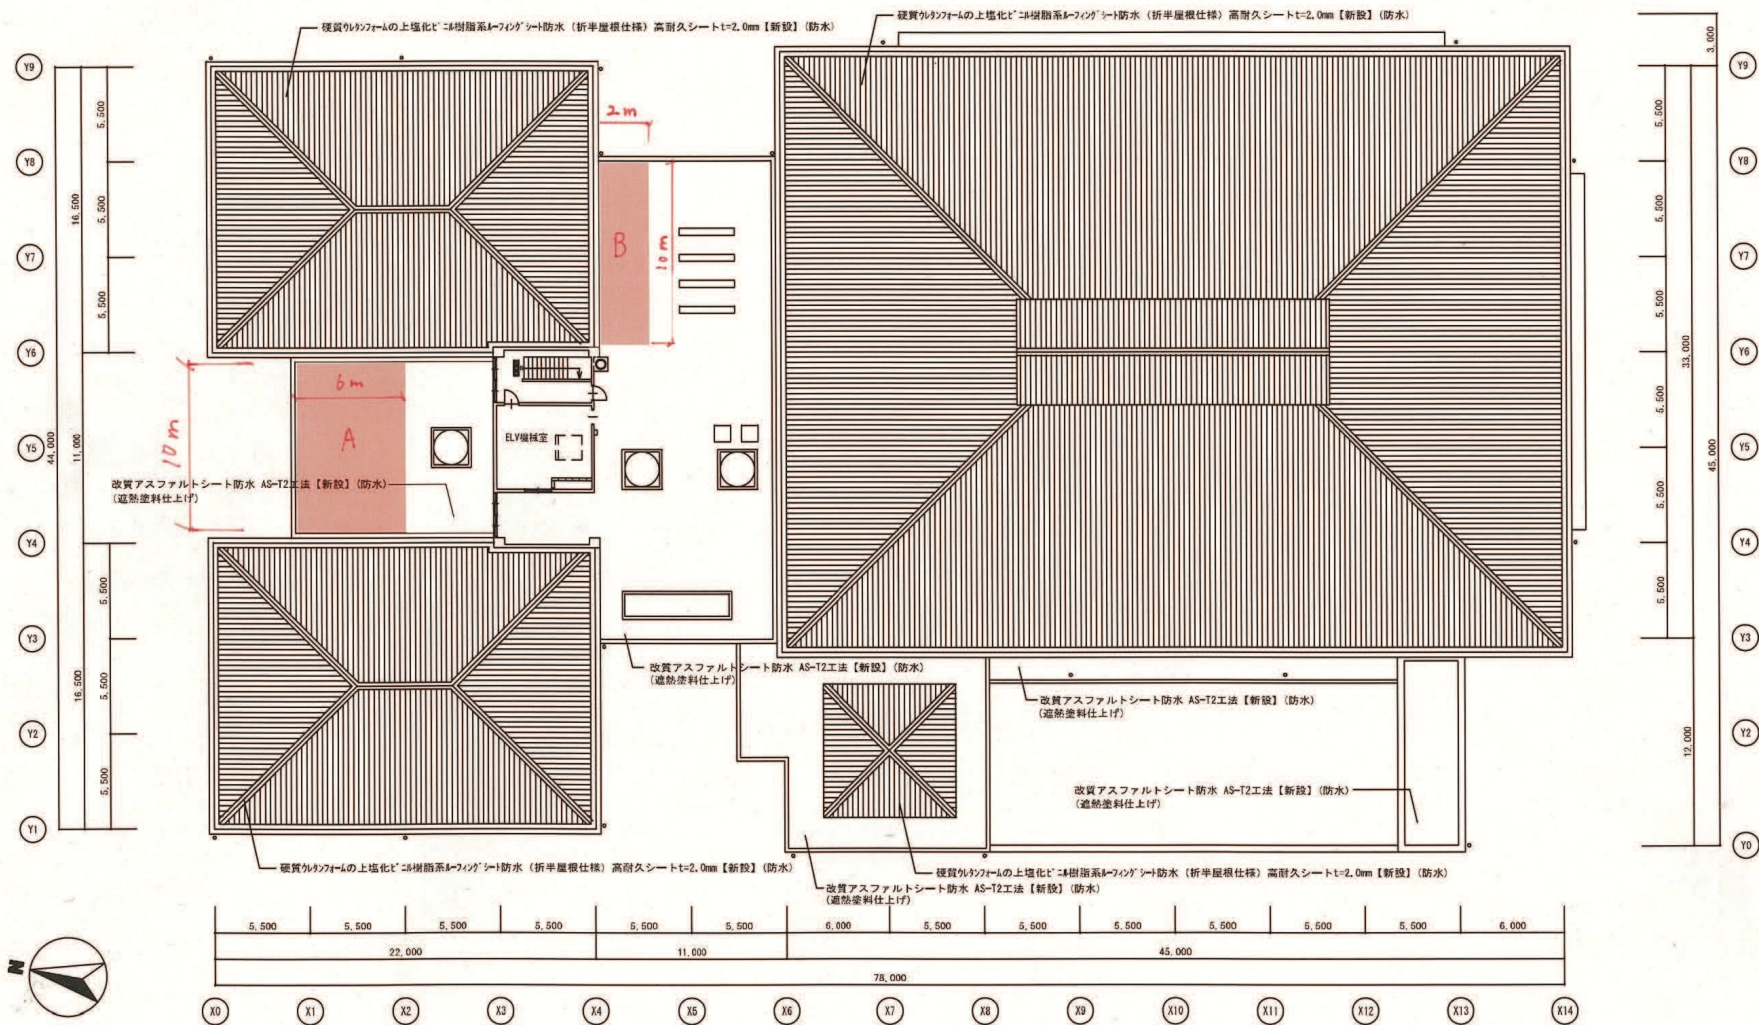 硬質ウレタンフォームの上塩化ビニル樹脂系ルーフィングシート防水（折半屋根仕様）高耐久シートt=2.0mm【新設】(防水)
硬質ウレタンフォームの上塩化ビニル樹脂系ルーフィングシート防水（折半屋根仕様）高耐久シートt=2.0mm【新設】(防水)
3,000
Y9
Y9
5,500
5,500
2m
Y8
Y8
16,500
5,500
5,500
B
10m
Y7
Y7
5,500
5,500
Y6
Y6
33,000
6m
5,500
10m
A
ELV機械室
Y5
44,000
11,000
Y5
45,000
改質アスファルトシート防水 AS-T2工法【新設】(防水)
(遮熱塗料仕上げ)
5,500
Y4
Y4
5,500
5,500
Y3
Y3
改質アスファルトシート防水 AS-T2工法【新設】(防水)
(遮熱塗料仕上げ)
16,500
5,500
改質アスファルトシート防水 AS-T2工法【新設】(防水)
(遮熱塗料仕上げ)
Y2
Y2
12,000
5,500
改質アスファルトシート防水 AS-T2工法【新設】(防水)
(遮熱塗料仕上げ)
Y1
Y0
硬質ウレタンフォームの上塩化ビニル樹脂系ルーフィングシート防水（折半屋根仕様）高耐久シートt=2.0mm【新設】(防水)
硬質ウレタンフォームの上塩化ビニル樹脂系ルーフィングシート防水（折半屋根仕様）高耐久シートt=2.0mm【新設】(防水)
改質アスファルトシート防水 AS-T2工法【新設】(防水)
(遮熱塗料仕上げ)
5,500 5,500 5,500 5,500 5,500 5,500 6,000 5,500 5,500 5,500 5,500 5,500 5,500 6,000
22,000 11,000 45,000
78,000
N
X0 X1 X2 X3 X4 X5 X6 X7 X8 X9 X10 X11 X12 X13 X14